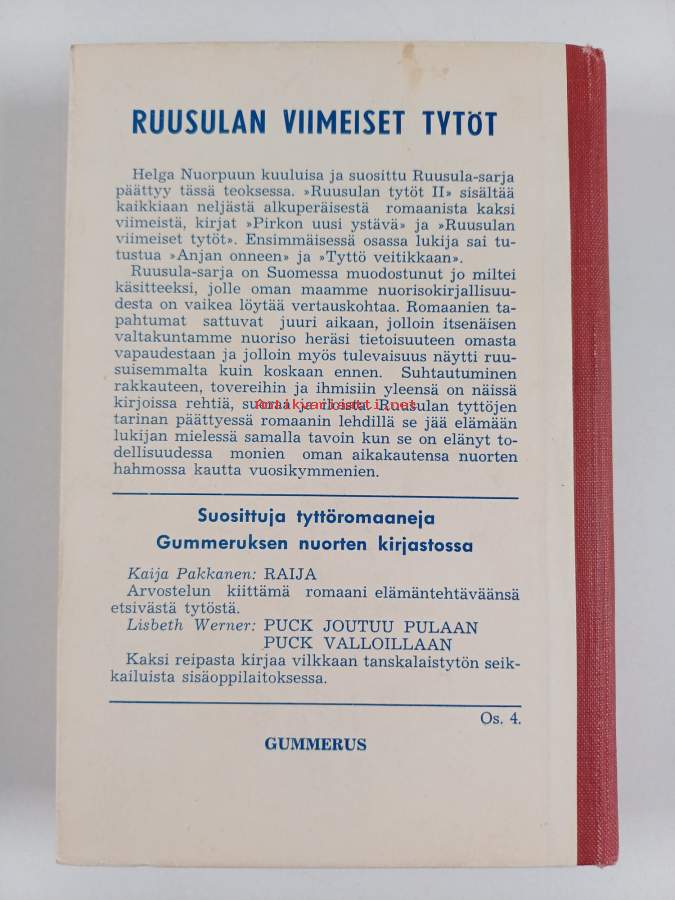 RUUSULAN VIIMEISET TYTÖT
Helga Nuorpuun kuuluisa ja suosittu Ruusula-sarja
päättyy tässä teoksessa. »Ruusulan tytöt II» sisältää
kaikkiaan neljästä alkuperäisestä romaanista kaksi
viimeistä, kirjat »Pirkon uusi ystävä» ja »Ruusulan
viimeiset tytöt». Ensimmäisessä osassa lukija sai tu-
tustua »Anjan onneen» ja »Tyttö veitikkaan».
Ruusula-sarja on Suomessa muodostunut jo miltei
käsitteeksi, jolle oman maamme nuorisokirjallisuu-
desta on vaikea löytää vertauskohtaa. Romaanien ta-
pahtumat sattuvat juuri aikaan, jolloin itsenäisen
valtakuntamme nuoriso heräsi tietoisuuteen omasta
vapaudestaan ja jolloin myös tulevaisuus näytti ruu-
suisemmalta kuin koskaan ennen. Suhtautuminen
rakkauteen, tovereihin ja ihmisiin yleensä on näissä
kirjoissa rehtiä, suoraa ja iloista. Ruusulan tyttöjen
Antikvariaatti.net
tarinan päättyessä romaanin lehdillä se jää elämään
lukijan mielessä samalla tavoin kun se on elänyt to-
dellisuudessa monien oman aikakautensa nuorten
hahmossa kautta vuosikymmenien.
Suosittuja tyttöromaaneja
Gummeruksen nuorten kirjastossa
Kaija Pakkanen: RAIJA
Arvostelun kiittämä romaani elämäntehtäväänsä
etsivästä tytöstä.
Lisbeth Werner: PUCK JOUTUU PULAAN
PUCK VALLOILLAAN
Kaksi reipasta kirjaa vilkkaan tanskalaistytön seik-
kailuista sisäoppilaitoksessa.
Os. 4.
GUMMERUS